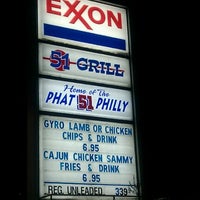 EXXON
51 GRILL
Home of the
PHAT 51 PHILLY
GYRO LAMB OR CHICKEN
CHIPS & DRINK
6.95
CAJUN CHICKEN SAMMY
FRIES & DRINK
6.95
REG. UNLEADED 339